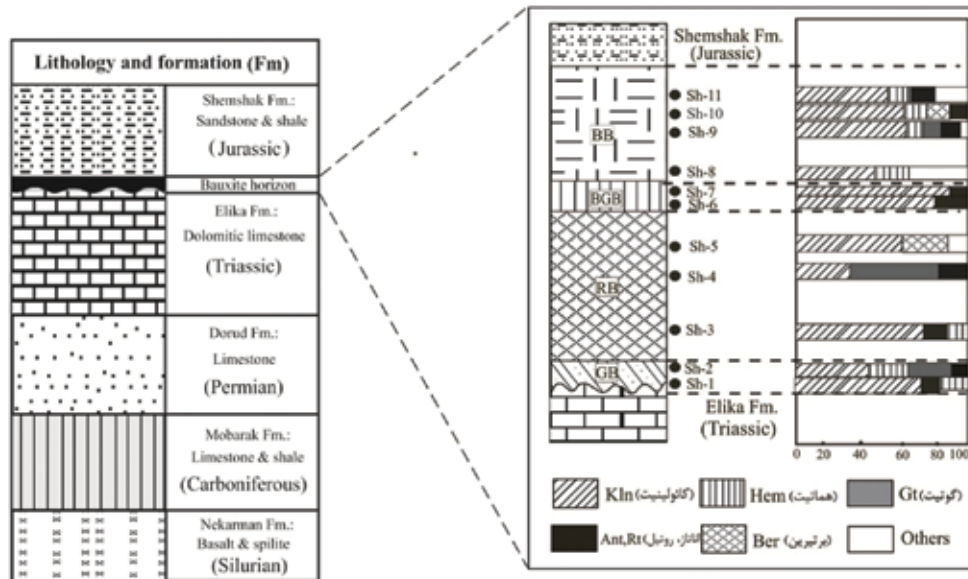 Lithology and formation (Fm)
Shemshak Fm.:
Sandstone & shale
(Jurassic)
Bauxite horizon
Elika Fm.:
Dolomitic limestone
(Triassic)
Dorud Fm.:
Limestone
(Permian)
Mobarak Fm.:
Limestone & shale
(Carboniferous)
Nekarman Fm.:
Basalt & spilite
(Silurian)
Shemshak Fm.
(Jurassic)
BB
BGB
RB
GB
Sh-11
Sh-10
Sh-9
Sh-8
Sh-7
Sh-6
Sh-5
Sh-4
Sh-3
Sh-2
Sh-1
Elika Fm.
(Triassic)
0 20 40 60 80 100
Kln (کائولینیت)
Hem (هماتیت)
Gt (گوتیت)
Ant,Rt (اناتاز، روتیل)
Ber (برتیرین)
Others